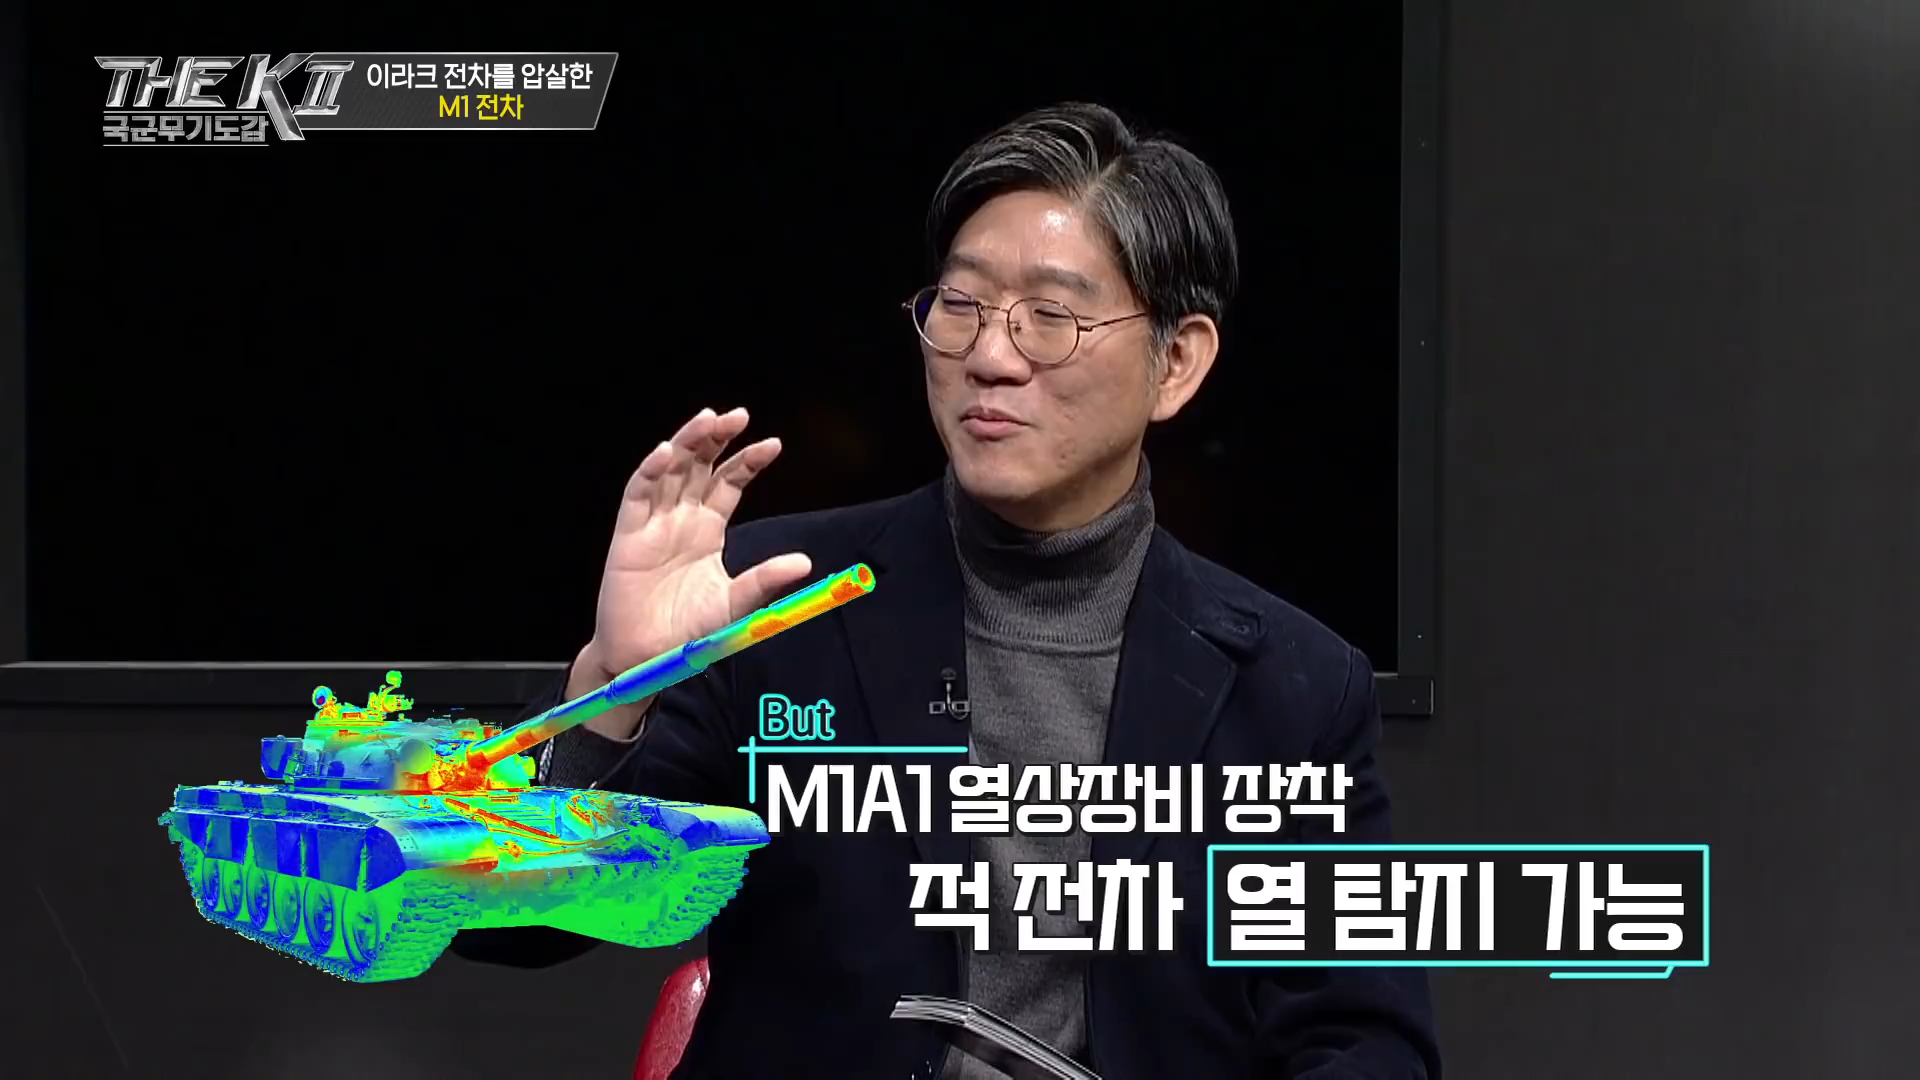 THE K II
국군무기도감
이라크 전차를 압살한
M1 전차
But
M1A1 열상장비 장착
적 전차 열 탐지 가능